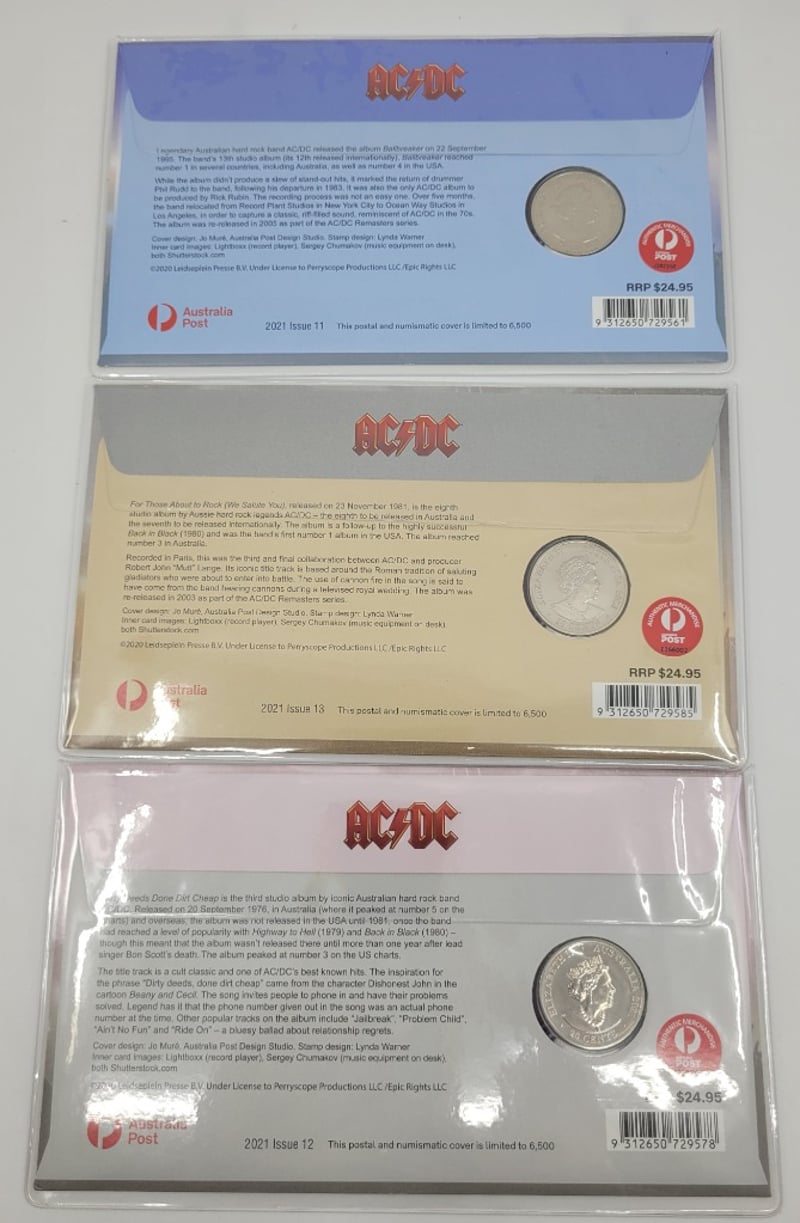 AC/DC
Legendary Australian hard rock band AC/DC released the album Ballbreaker on 22 September
1995. The band's 13th studio album (its 12th released internationally), Ballbreaker reached
number 1 in several countries, including Australia, as well as number 4 in the USA.
While the album didn't produce a slew of stand-out hits, it marked the return of drummer
Phil Rudd to the band, following his departure in 1983. It was also the only AC/DC album to
be produced by Rick Rubin. The recording process was not an easy one. Over five months,
the band relocated from Record Plant Studios in New York City to Ocean Way Studios in
Los Angeles, in order to capture a classic, riff-filled sound, reminiscent of AC/DC in the 70s.
The album was re-released in 2005 as part of the AC/DC Remasters series.
Cover design: Jo Muré, Australia Post Design Studio. Stamp design: Lynda Warner
Inner card images: Lightboxx (record player), Sergey Chumakov (music equipment on desk),
both Shutterstock.com
©2020 Leidseplein Presse B.V. Under License to Perryscope Productions LLC /Epic Rights LLC
AUTHENTIC MERCHANDISE
POST
RRP $24.95
9 312650 729561
Australia
Post
2021 Issue 11 This postal and numismatic cover is limited to 6,500
AC/DC
For Those About to Rock (We Salute You), released on 23 November 1981, is the eighth
studio album by Aussie hard rock legends AC/DC – the eighth to be released in Australia and
the seventh to be released internationally. The album is a follow-up to the highly successful
Back in Black (1980) and was the band's first number 1 album in the USA. The album reached
number 3 in Australia.
Recorded in Paris, this was the third and final collaboration between AC/DC and producer
Robert John "Mutt" Lange. Its iconic title track is based around the Roman tradition of saluting
gladiators who were about to enter into battle. The use of cannon fire in the song is said to
have come from the band hearing cannons during a televised royal wedding. The album was
re-released in 2003 as part of the AC/DC Remasters series.
Cover design: Jo Muré, Australia Post Design Studio. Stamp design: Lynda Warner
Inner card images: Lightboxx (record player), Sergey Chumakov (music equipment on desk)
both Shutterstock.com
©2020 Leidseplein Presse B.V. Under License to Perryscope Productions LLC /Epic Rights LLC
AUTHENTIC MERCHANDISE
POST
RRP $24.95
9 312650 729585
Australia
2021 Issue 13 This postal and numismatic cover is limited to 6,500
AC/DC
Deeds Done Dirt Cheap is the third studio album by iconic Australian hard rock band
AC/DC. Released on 20 September 1976, in Australia (where it peaked at number 5 on the
charts) and overseas, the album was not released in the USA until 1981, once the band
had reached a level of popularity with Highway to Hell (1979) and Back in Black (1980) –
though this meant that the album wasn't released there until more than one year after lead
singer Bon Scott's death. The album peaked at number 3 on the US charts.
The title track is a cult classic and one of AC/DC's best known hits. The inspiration for
the phrase "Dirty deeds, done dirt cheap" came from the character Dishonest John in the
cartoon Beany and Cecil. The song invites people to phone in and have their problems
solved. Legend has it that the phone number given out in the song was an actual phone
number at the time. Other popular tracks on the album include "Jailbreak", "Problem Child",
"Ain't No Fun" and "Ride On" – a bluesy ballad about relationship regrets.
Cover design: Jo Muré, Australia Post Design Studio. Stamp design: Lynda Warner
Inner card images: Lightboxx (record player), Sergey Chumakov (music equipment on desk),
both Shutterstock.com
Leidseplein Presse B.V. Under License to Perryscope Productions LLC /Epic Rights LLC
ELIZABETH II AUSTRALIA
20 CENTS
AUTHENTIC MERCHANDISE
POST
$24.95
9 312650 729578
Australia
Post
2021 Issue 12 This postal and numismatic cover is limited to 6,500